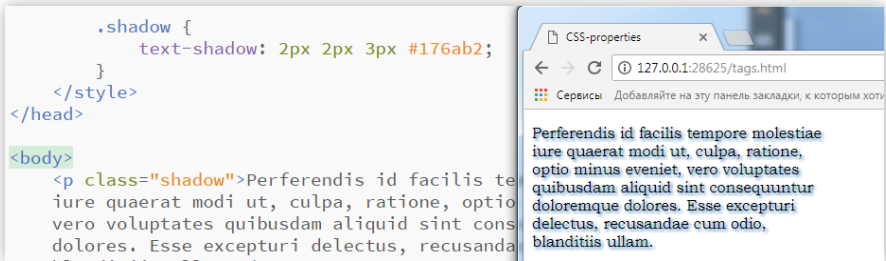 .shadow {
text-shadow: 2px 2px 3px #176ab2;
}
</style>
</head>
<body>
<p class="shadow">Perferendis id facilis
iure quaerat modi ut, culpa, ratione,
vero voluptates quibusdam aliquid sint
dolores. Esse excepturi delectus,
CSS-properties
127.0.0.1:28625/tags.html
Сервисы Добавляйте на эту панель закладки, к которым
Perferendis id facilis tempore molestiae
iure quaerat modi ut, culpa, ratione,
optio minus eveniet, vero voluptates
quibusdam aliquid sint consequuntur
doloremque dolores. Esse excepturi
delectus, recusandae cum odio,
blanditiis ullam.